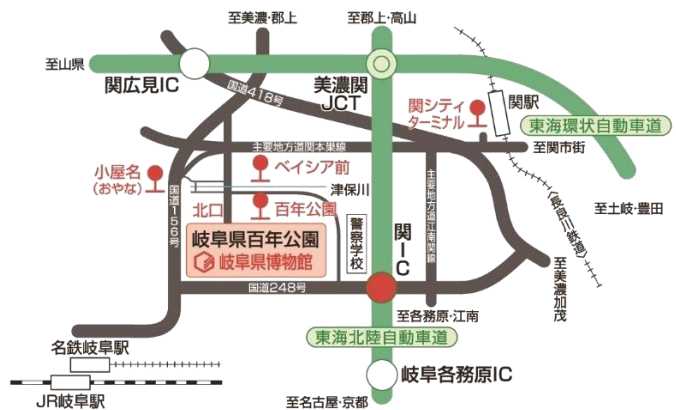 至美濃・郡上
至郡上・高山
至山県
関広見IC
国道418号
美濃関
JCT
関シティ
ターミナル
関駅
東海環状自動車道
主要地方道関本巣線
至関市街
小屋名
(おやな)
ベイシア前
津保川
国道156号
北口
百年公園
主要地方道江南関線
至土岐・豊田
〈長良川鉄道〉
警察学校
関IC
岐阜県百年公園
岐阜県博物館
至美濃加茂
国道248号
至各務原・江南
東海北陸自動車道
名鉄岐阜駅
岐阜各務原IC
JR岐阜駅
至名古屋・京都